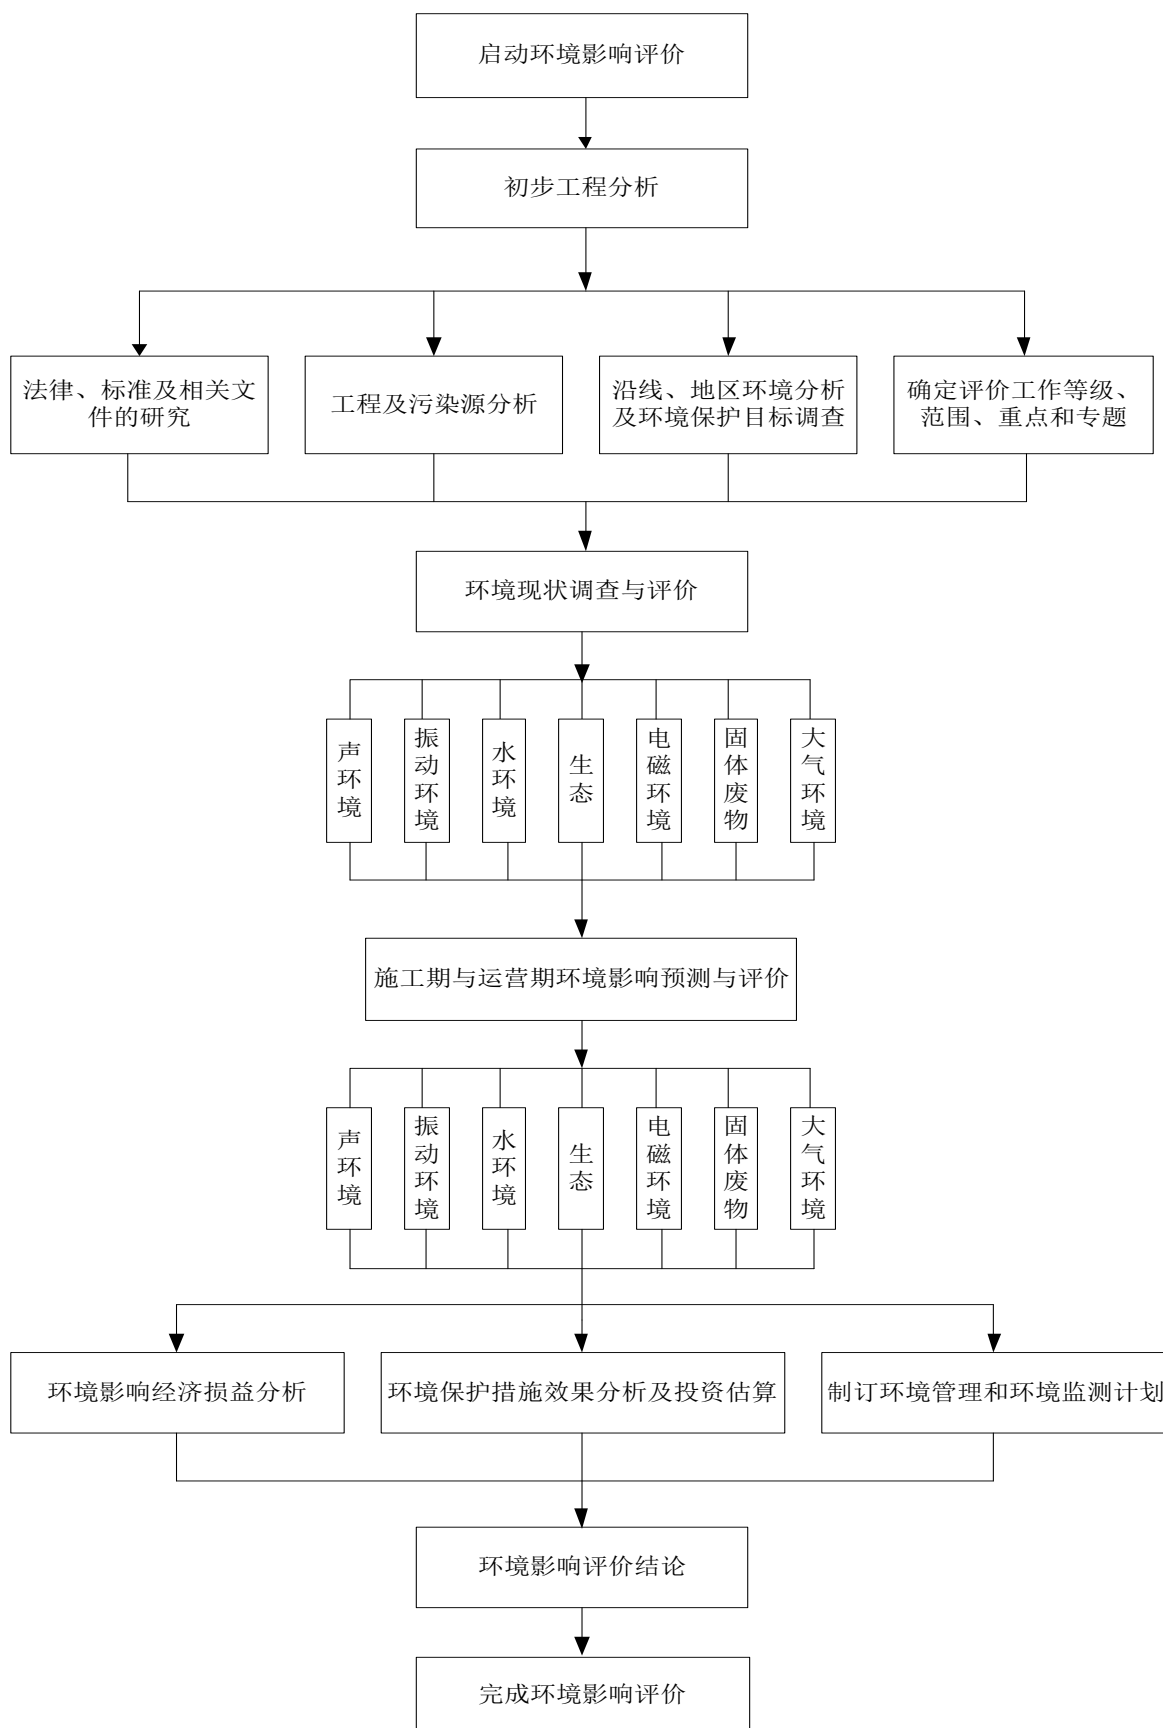 启动环境影响评价
初步工程分析
法律、标准及相关文
件的研究
工程及污染源分析
沿线、地区环境分析
及环境保护目标调查
确定评价工作等级、
范围、重点和专题
环境现状调查与评价
声环境
振动环境
水环境
生态
电磁环境
固体废物
大气环境
施工期与运营期环境影响预测与评价
声环境
振动环境
水环境
生态
电磁环境
固体废物
大气环境
环境影响经济损益分析
环境保护措施效果分析及投资估算
制订环境管理和环境监测计划
环境影响评价结论
完成环境影响评价